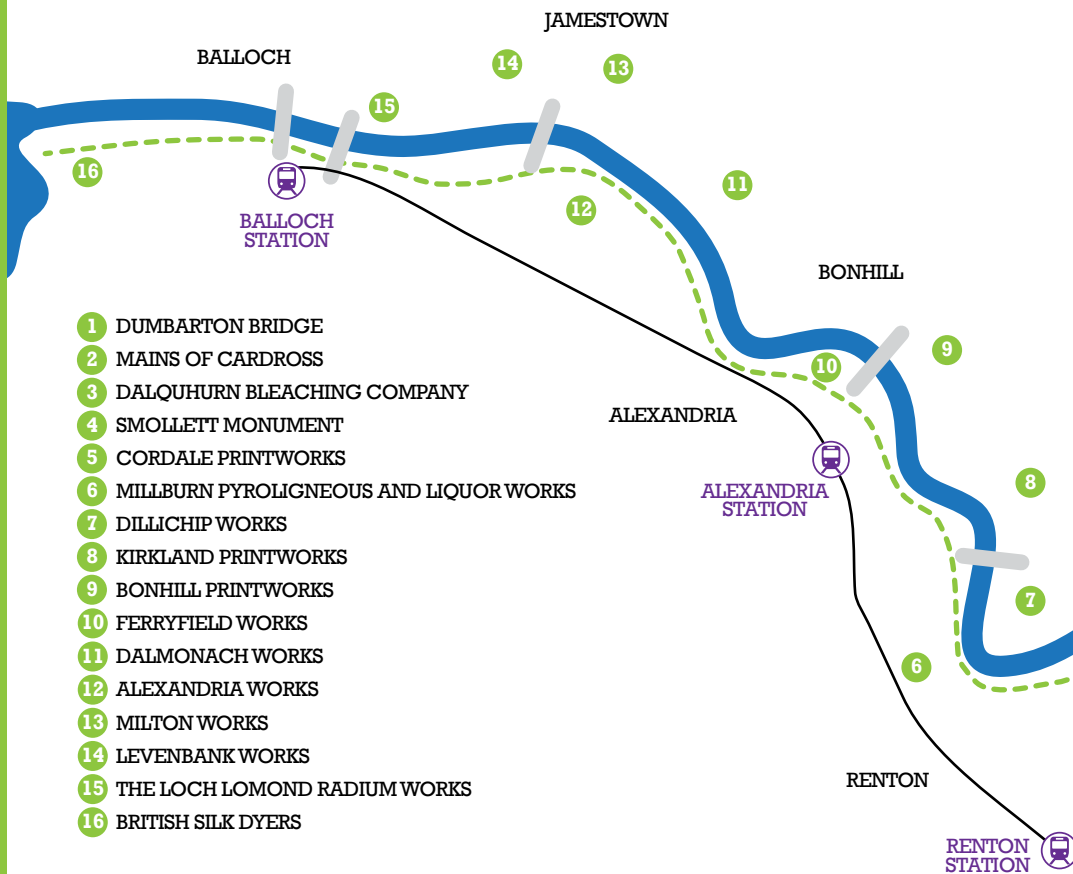 JAMESTOWN
BALLOCH
14
13
15
16
11
12
BALLOCH
STATION
BONHILL
9
10
ALEXANDRIA
ALEXANDRIA
STATION
8
7
6
RENTON
RENTON
STATION
1 DUMBARTON BRIDGE
2 MAINS OF CARDROSS
3 DALQUHURN BLEACHING COMPANY
4 SMOLLETT MONUMENT
5 CORDALE PRINTWORKS
6 MILLBURN PYROLIGNEOUS AND LIQUOR WORKS
7 DILLICHIP WORKS
8 KIRKLAND PRINTWORKS
9 BONHILL PRINTWORKS
10 FERRYFIELD WORKS
11 DALMONACH WORKS
12 ALEXANDRIA WORKS
13 MILTON WORKS
14 LEVENBANK WORKS
15 THE LOCH LOMOND RADIUM WORKS
16 BRITISH SILK DYERS